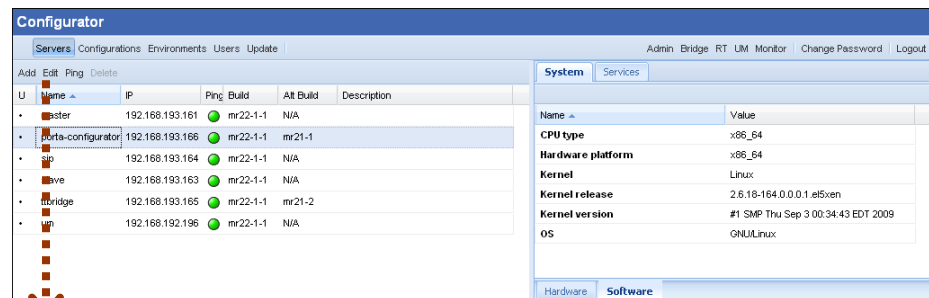 Configurator
Servers Configurations Environments Users Update
Admin Bridge RT UM Monitor Change Password Logout
Add Edit Ping Delete
System Services
U Name IP Ping Build Alt Build Description
master 192.168.193.161 mr22-1-1 N/A
porta-configurator 192.168.193.166 mr22-1-1 mr21-1
sip 192.168.193.164 mr22-1-1 N/A
slave 192.168.193.163 mr22-1-1 N/A
ttbridge 192.168.193.165 mr22-1-1 mr21-2
um 192.168.192.196 mr22-1-1 N/A
Name Value
CPU type x86_64
Hardware platform x86_64
Kernel Linux
Kernel release 2.6.18-164.0.0.0.1.el5xen
Kernel version #1 SMP Thu Sep 3 00:34:43 EDT 2009
OS GNU/Linux
Hardware Software